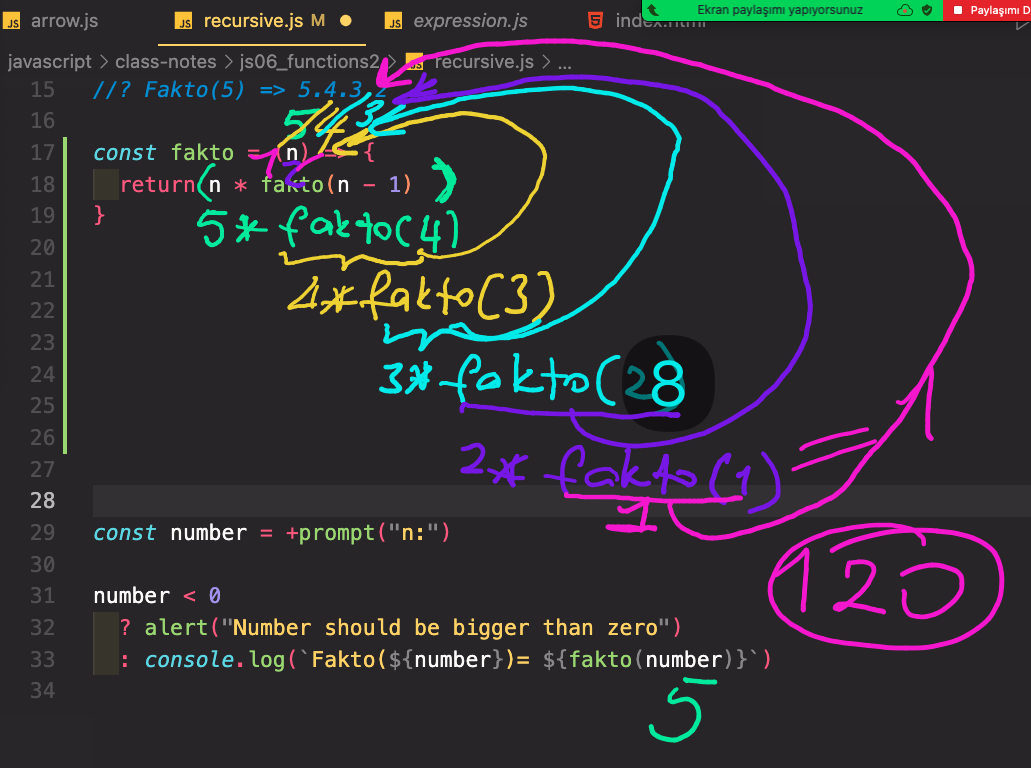 arrow.js recursive.js M expression.js index.html
Ekran paylaşımı yapıyorsunuz Paylaşımı D
javascript > class-notes > js06_functions2 > recursive.js > ...
15 //? Fakto(5) => 5.4.3.2
16
5 4 3
17 const fakto = (n) => {
1 2
18 return(n * fakto(n - 1) )
19 }
5 * fakto(4)
20
21
4 * fakto(3)
22
23
24
3 * fakto(2)
8
25
26
27
2 * fakto(1)
28
1
29 const number = +prompt("n:")
120
30
31 number < 0
32 ? alert("Number should be bigger than zero")
33 : console.log(`Fakto(${number})= ${fakto(number)}`)
34
5